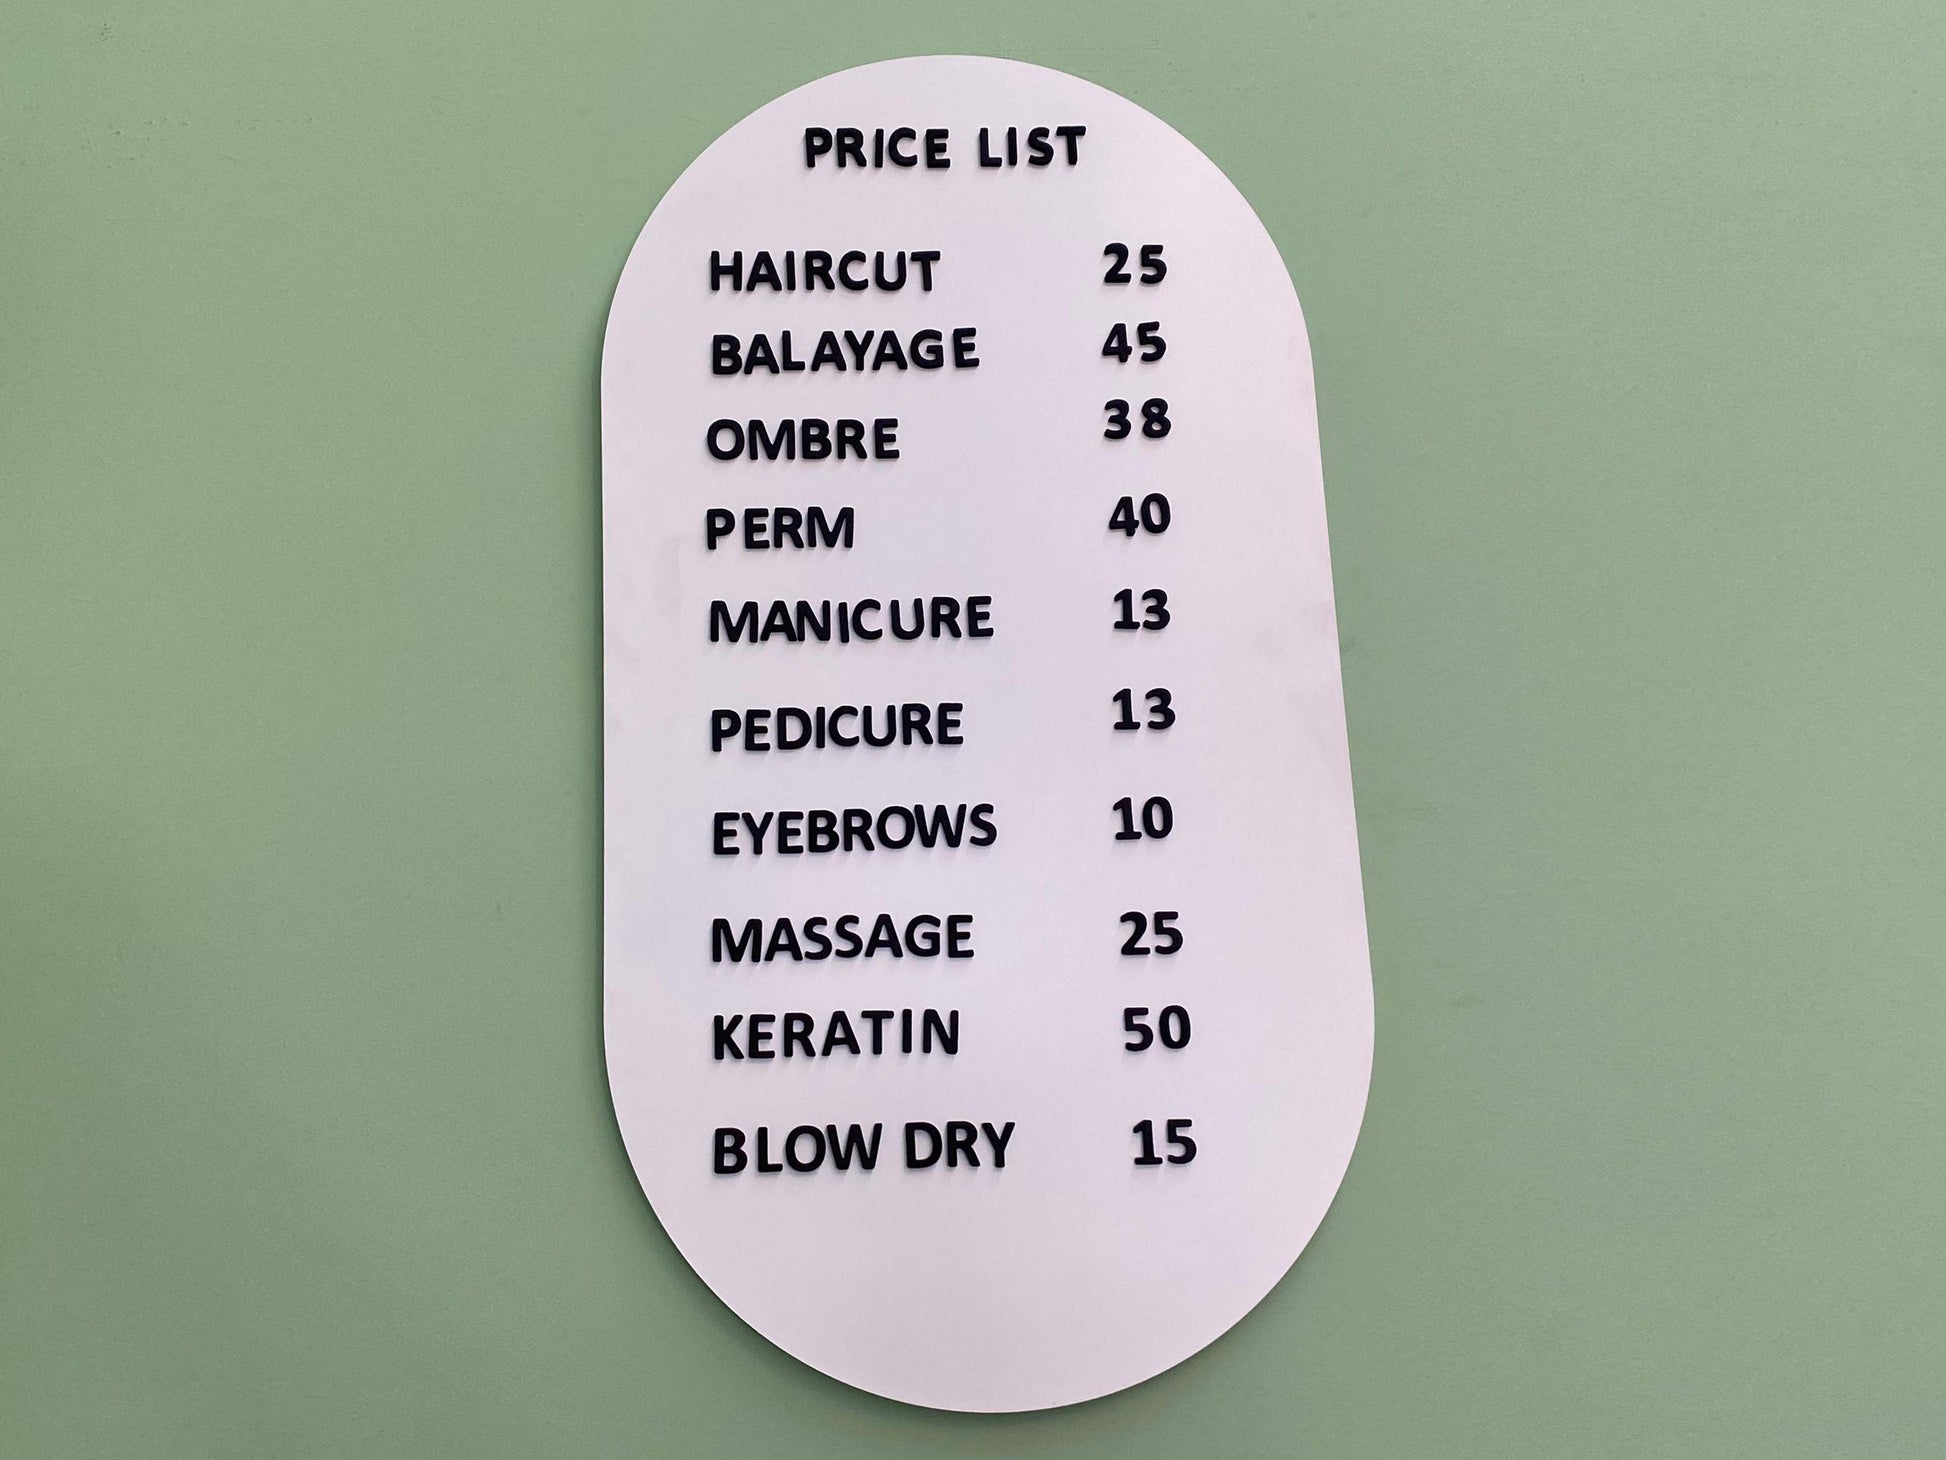 PRICE LIST
HAIRCUT 25
BALAYAGE 45
OMBRE 38
PERM 40
MANICURE 13
PEDICURE 13
EYEBROWS 10
MASSAGE 25
KERATIN 50
BLOW DRY 15